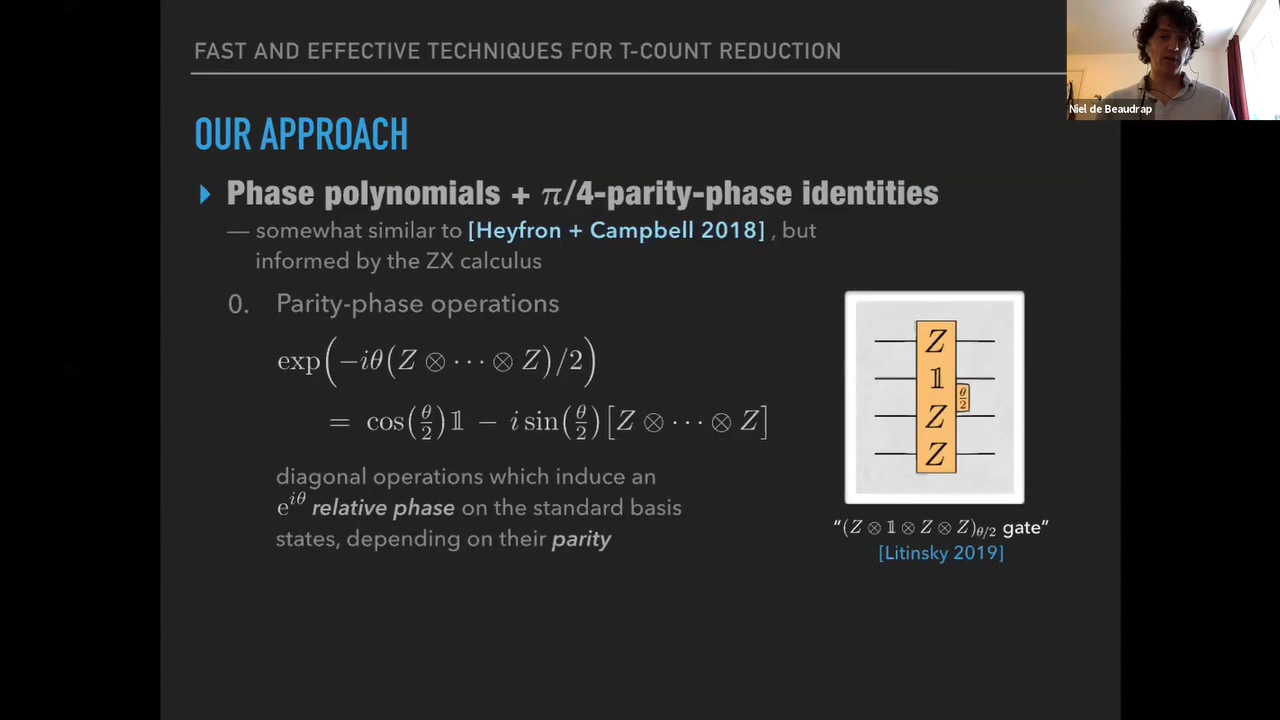 FAST AND EFFECTIVE TECHNIQUES FOR T-COUNT REDUCTION
Niel de Beaudrap
OUR APPROACH
Phase polynomials + π/4-parity-phase identities
— somewhat similar to [Heyfron + Campbell 2018] , but
informed by the ZX calculus
0. Parity-phase operations
exp(−iθ(Z ⊗ ··· ⊗ Z)/2)
= cos(θ/2)𝟙 − i sin(θ/2)[Z ⊗ ··· ⊗ Z]
diagonal operations which induce an
e^{iθ} relative phase on the standard basis
states, depending on their parity
Z
𝟙
θ/2
Z
Z
“(Z ⊗ 𝟙 ⊗ Z ⊗ Z)_{θ/2} gate”
[Litinsky 2019]